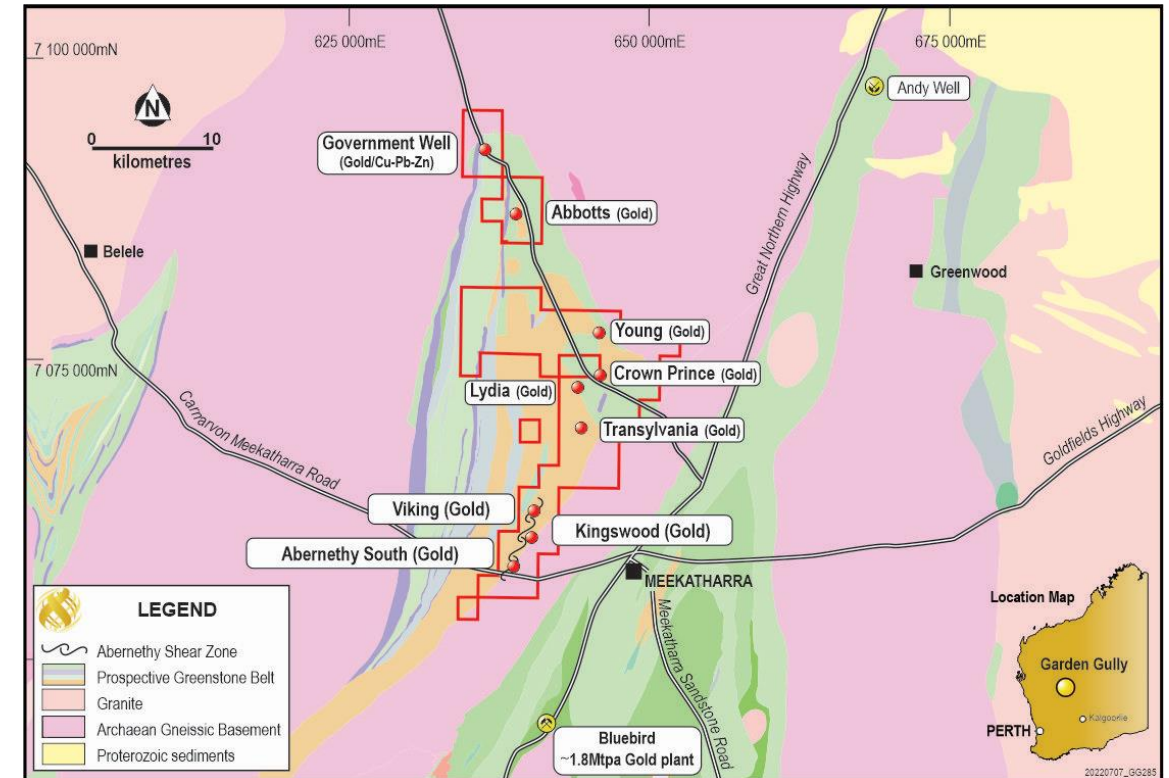 625 000mE
650 000mE
675 000mE
7 100 000mN
N
0 10
kilometres
Andy Well
Government Well
(Gold/Cu-Pb-Zn)
Abbotts (Gold)
Great Northern Highway
Belele
Greenwood
Young (Gold)
7 075 000mN
Crown Prince (Gold)
Lydia (Gold)
Transylvania (Gold)
Carnarvon Meekatharra Road
Goldfields Highway
Viking (Gold)
Kingswood (Gold)
Abernethy South (Gold)
MEEKATHARRA
Meekatharra Sandstone Road
LEGEND
Abernethy Shear Zone
Prospective Greenstone Belt
Granite
Archaean Gneissic Basement
Proterozoic sediments
Location Map
Garden Gully
Kalgoorlie
PERTH
Bluebird
~1.8Mtpa Gold plant
20220707_GG285